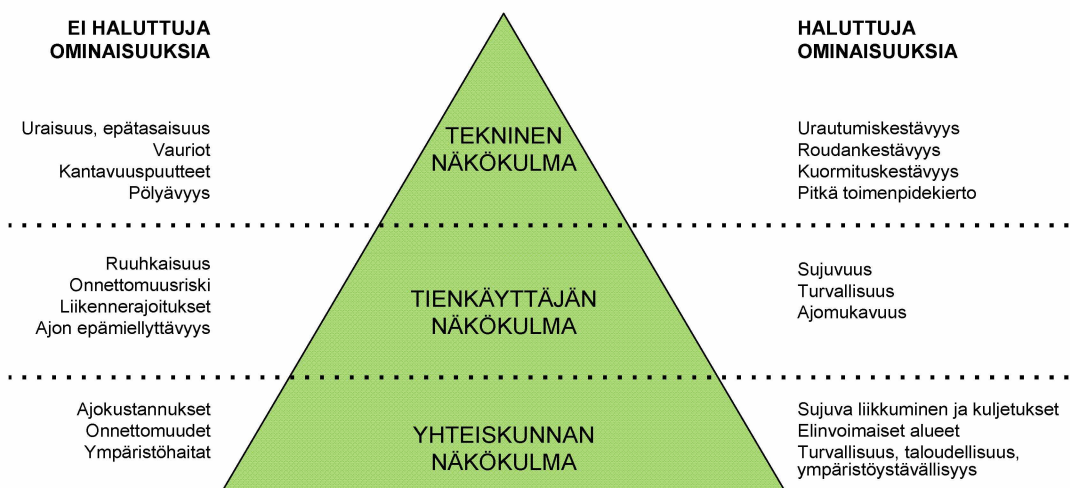 EI HALUTTUJA
OMINAISUUKSIA
HALUTTUJA
OMINAISUUKSIA
Uraisuus, epätasaisuus
Vauriot
Kantavuuspuutteet
Pölyävyys
TEKNINEN
NÄKÖKULMA
Urautumiskestävyys
Roudankestävyys
Kuormituskestävyys
Pitkä toimenpidekierto
Ruuhkaisuus
Onnettomuusriski
Liikennerajoitukset
Ajon epämiellyttävyys
TIENKÄYTTÄJÄN
NÄKÖKULMA
Sujuvuus
Turvallisuus
Ajomukavuus
Ajokustannukset
Onnettomuudet
Ympäristöhaitat
YHTEISKUNNAN
NÄKÖKULMA
Sujuva liikkuminen ja kuljetukset
Elinvoimaiset alueet
Turvallisuus, taloudellisuus,
ympäristöystävällisyys